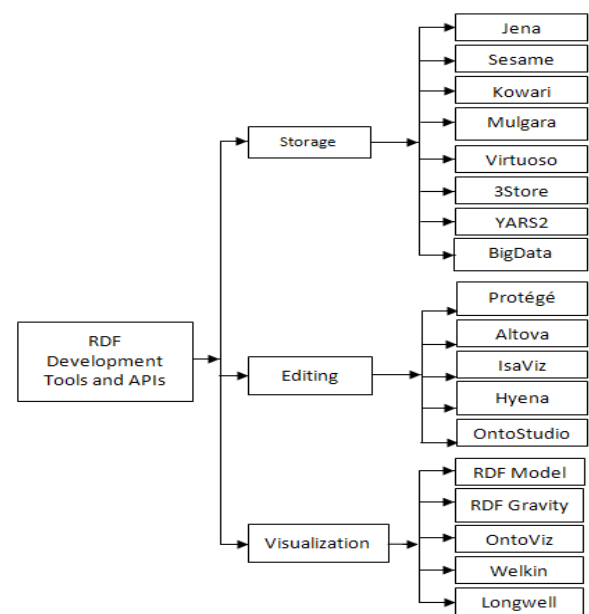 RDF
Development
Tools and APIs
Storage
Jena
Sesame
Kowari
Mulgara
Virtuoso
3Store
YARS2
BigData
Editing
Protégé
Altova
IsaViz
Hyena
OntoStudio
Visualization
RDF Model
RDF Gravity
OntoViz
Welkin
Longwell